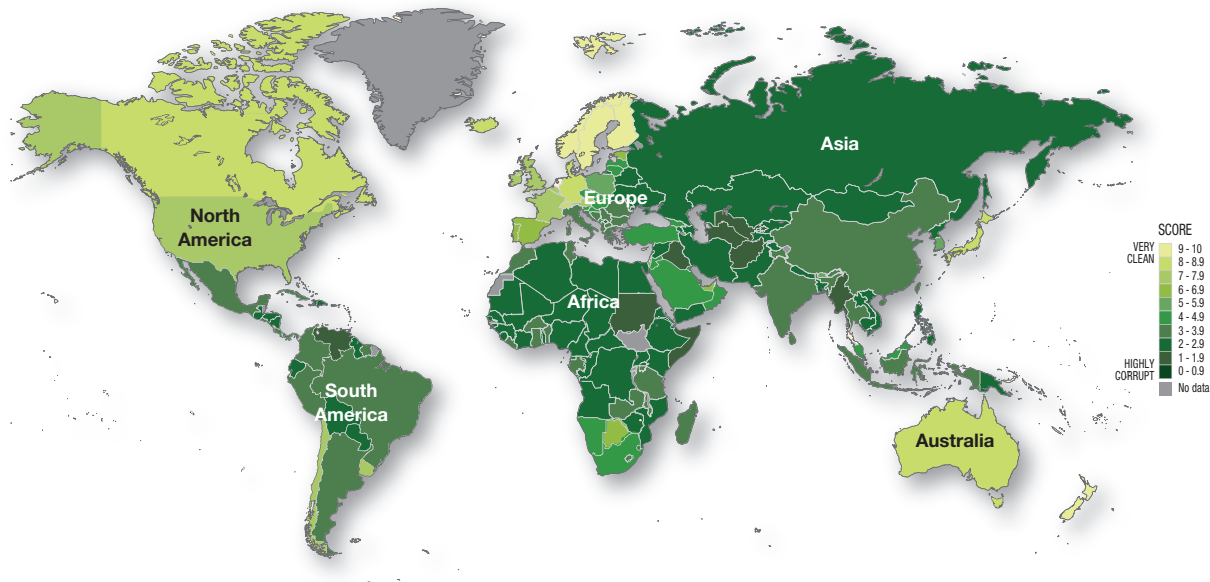 Asia
Europe
North
America
Africa
South
America
Australia
SCORE
VERY
CLEAN
9 - 10
8 - 8.9
7 - 7.9
6 - 6.9
5 - 5.9
4 - 4.9
3 - 3.9
2 - 2.9
1 - 1.9
0 - 0.9
HIGHLY
CORRUPT
No data